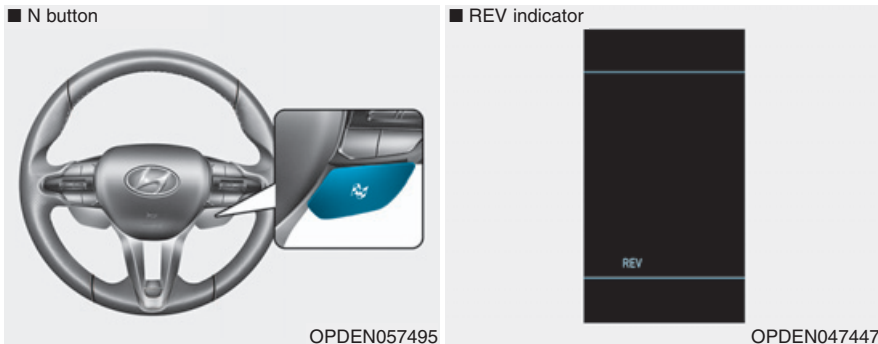 ■ N button
■ REV indicator
REV
OPDEN057495
OPDEN047447